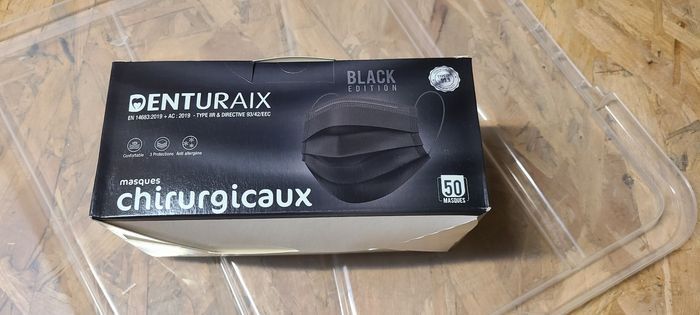 BLACK
EDITION
DENTURAIX
EN 14683:2019 + AC : 2019 - TYPE IIR & DIRECTIVE 93/42/EEC
Confortable
3 Protections
Anti allergène
masques
chirurgicaux
50
MASQUES